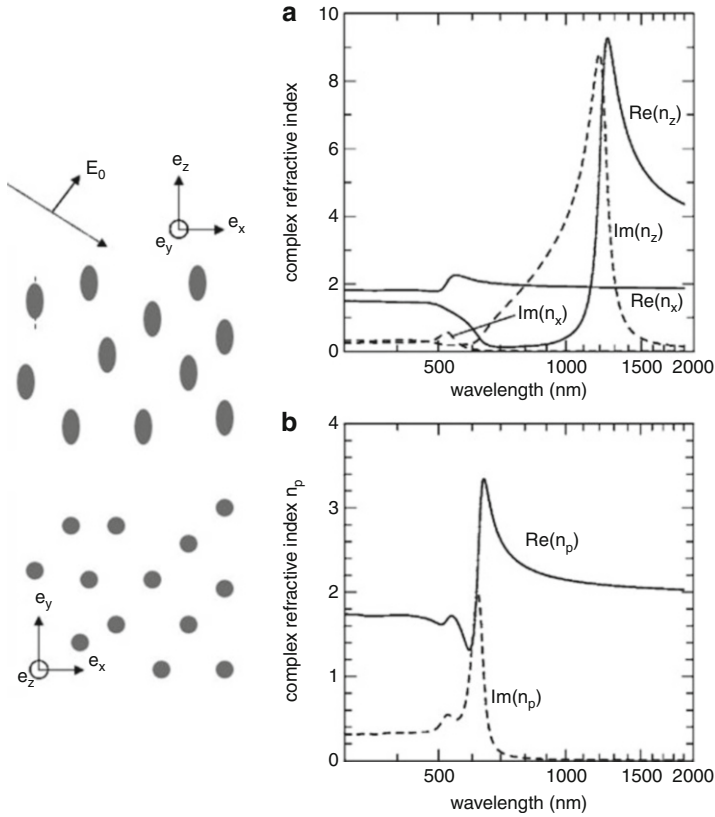 E0
ez
ey
ex
ey
ez
ex
a
complex refractive index
10
8
6
4
2
0
Re(nz)
Im(nz)
Re(nx)
Im(nx)
500
1000
1500
2000
wavelength (nm)
b
complex refractive index np
4
3
2
1
0
Re(np)
Im(np)
500
1000
1500
2000
wavelength (nm)